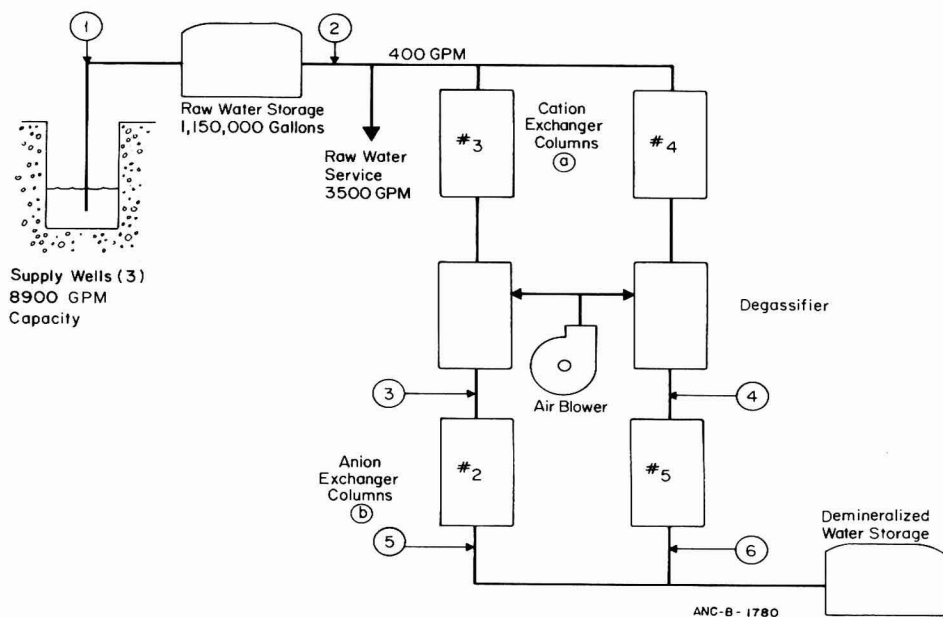 1
2
400 GPM
Raw Water Storage
1,150,000 Gallons
Raw Water
Service
3500 GPM
#3
Cation
Exchanger
Columns
a
#4
Supply Wells (3)
8900 GPM
Capacity
Degassifier
Air Blower
3
4
Anion
Exchanger
Columns
b
#2
#5
5
6
Demineralized
Water Storage
ANC-B-1780